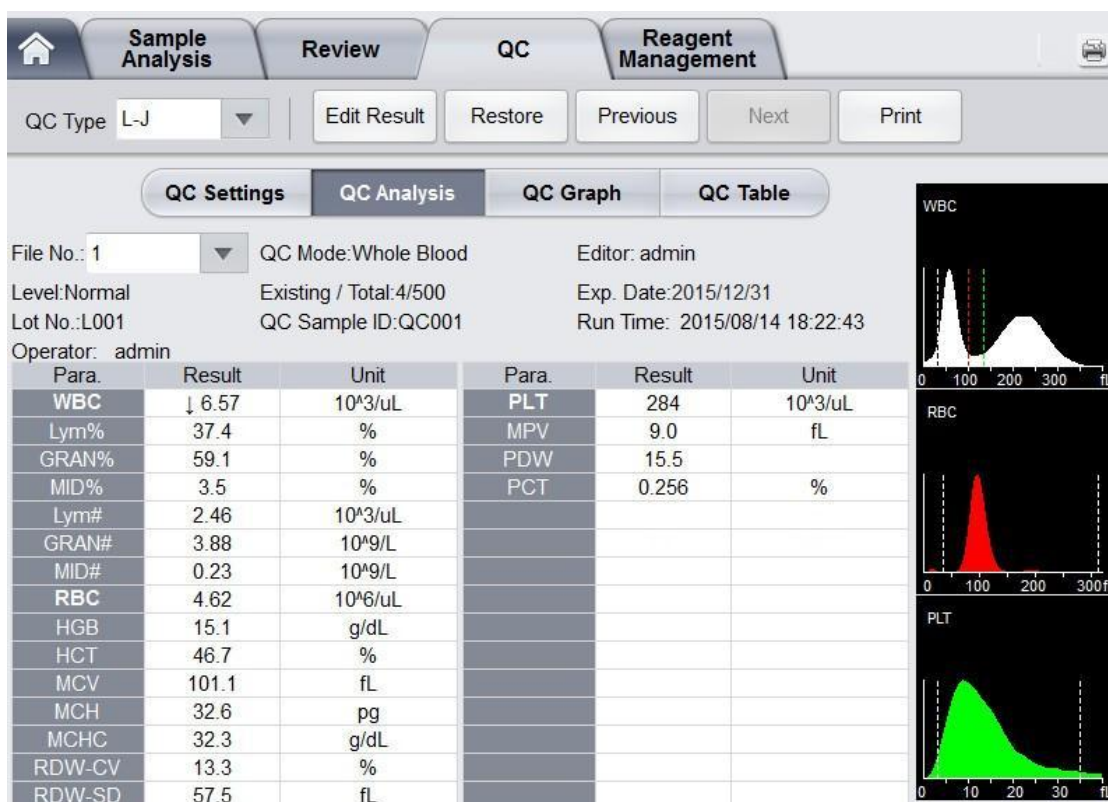 Sample Analysis Review QC Reagent Management
QC Type L-J Edit Result Restore Previous Next Print
QC Settings QC Analysis QC Graph QC Table
File No.: 1 QC Mode:Whole Blood Editor: admin
Level:Normal Existing / Total:4/500 Exp. Date:2015/12/31
Lot No.:L001 QC Sample ID:QC001 Run Time: 2015/08/14 18:22:43
Operator: admin
Para. Result Unit Para. Result Unit
WBC ↓ 6.57 10^3/uL PLT 284 10^3/uL
Lym% 37.4 % MPV 9.0 fL
GRAN% 59.1 % PDW 15.5
MID% 3.5 % PCT 0.256 %
Lym# 2.46 10^3/uL
GRAN# 3.88 10^9/L
MID# 0.23 10^9/L
RBC 4.62 10^6/uL
HGB 15.1 g/dL
HCT 46.7 %
MCV 101.1 fL
MCH 32.6 pg
MCHC 32.3 g/dL
RDW-CV 13.3 %
RDW-SD 57.5 fL
WBC
0 100 200 300 fl
RBC
0 100 200 300f
PLT
0 10 20 30 fl